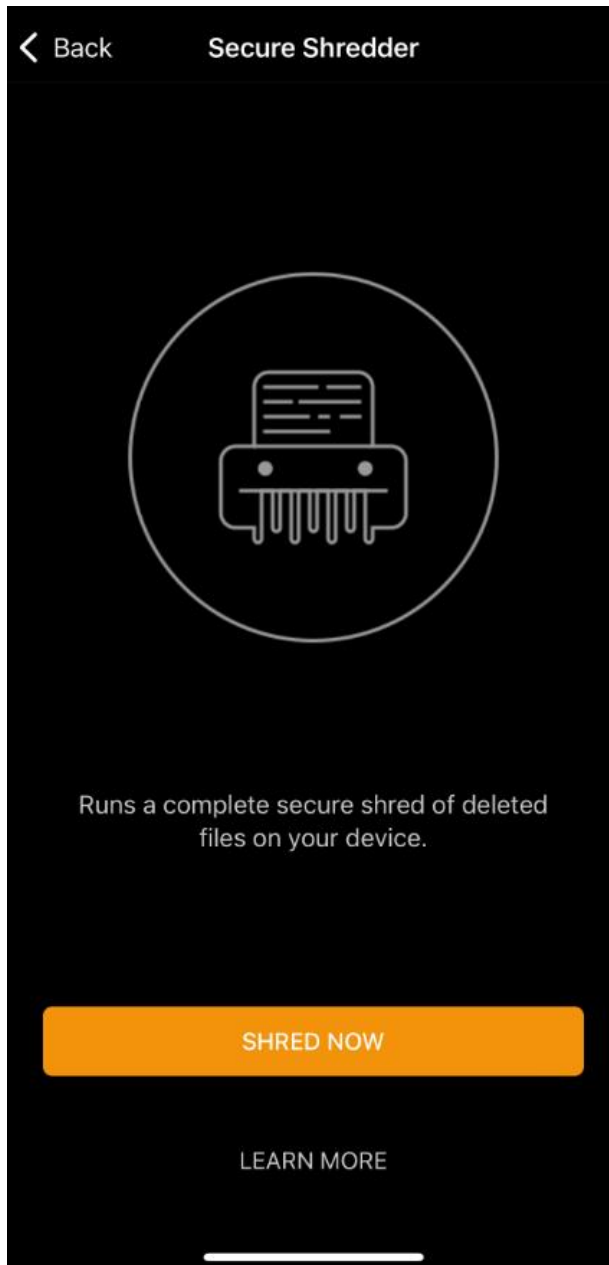 Back
Secure Shredder
Runs a complete secure shred of deleted
files on your device.
SHRED NOW
LEARN MORE